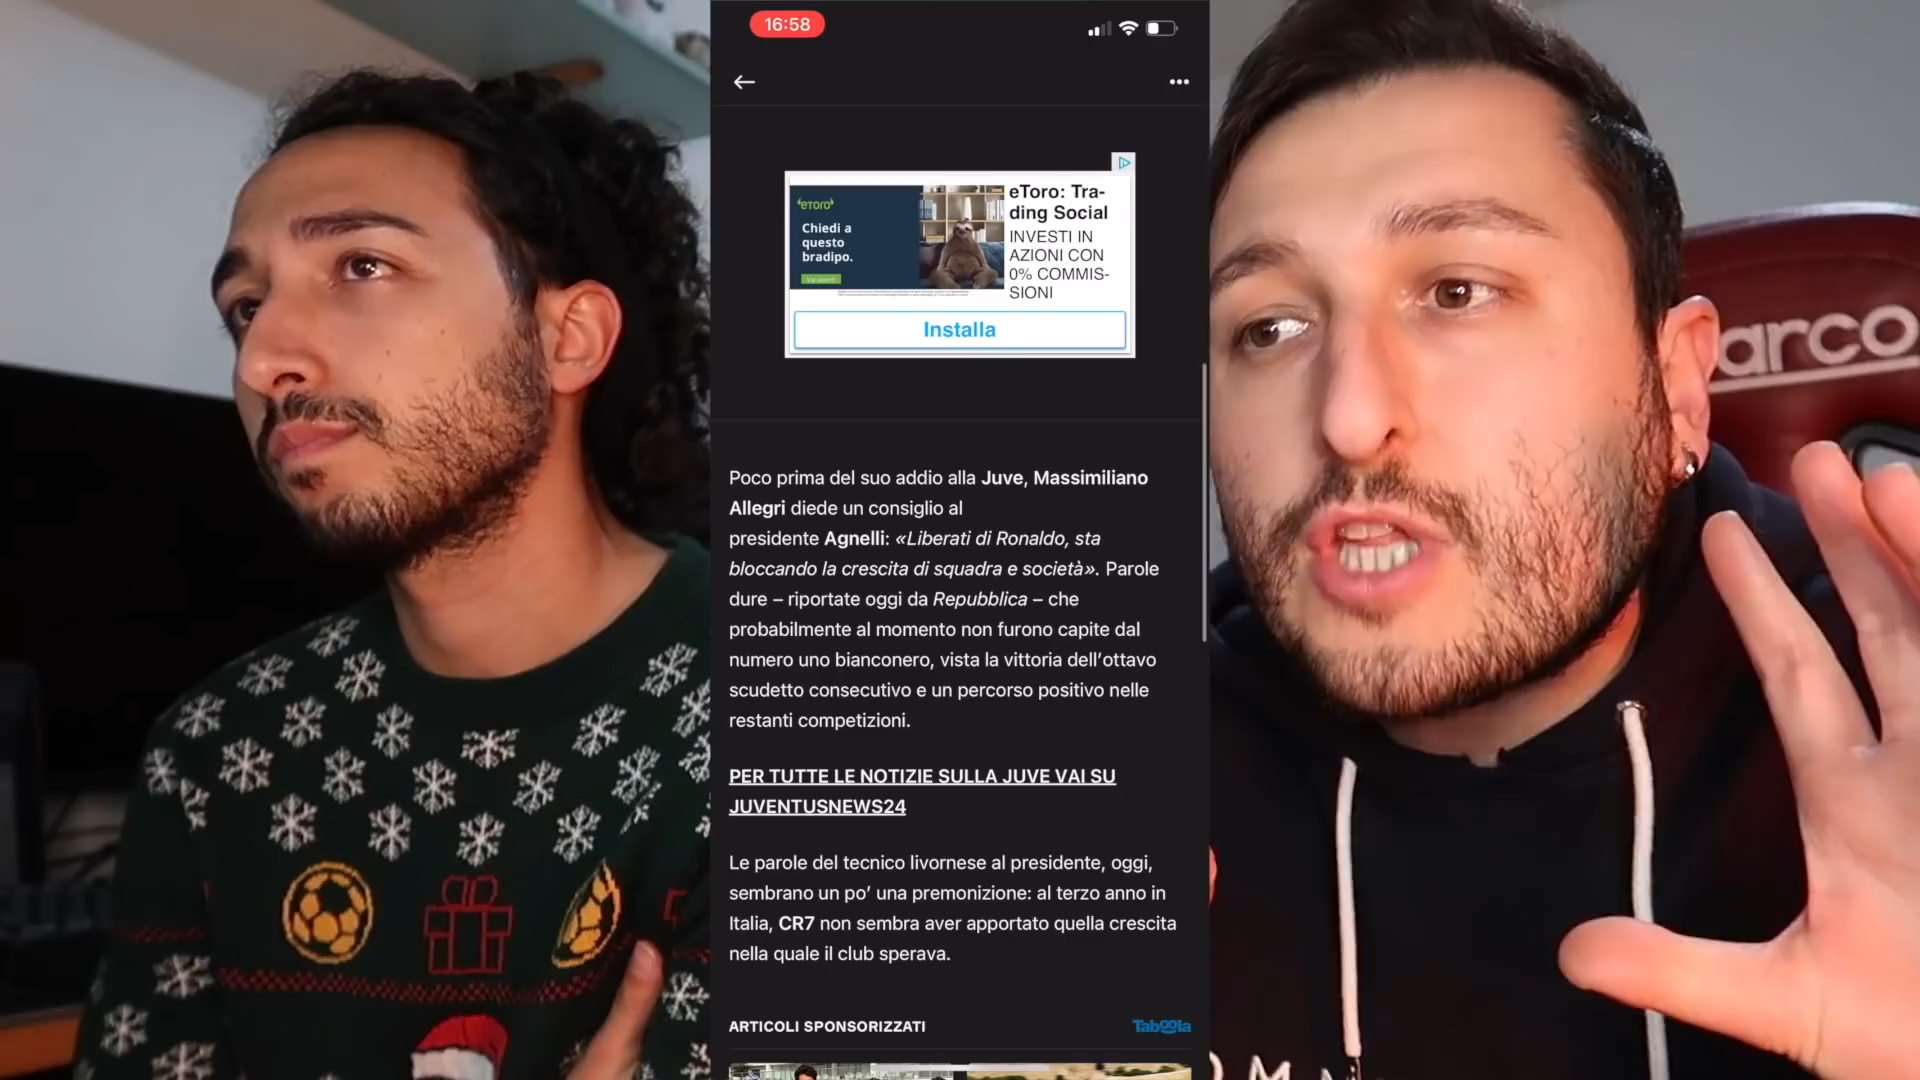 16:58
eToro
Chiedi a
questo
bradipo.
eToro: Tra-
ding Social
INVESTI IN
AZIONI CON
0% COMMIS-
SIONI
Installa
arco
Poco prima del suo addio alla Juve, Massimiliano
Allegri diede un consiglio al
presidente Agnelli: «Liberati di Ronaldo, sta
bloccando la crescita di squadra e società». Parole
dure – riportate oggi da Repubblica – che
probabilmente al momento non furono capite dal
numero uno bianconero, vista la vittoria dell’ottavo
scudetto consecutivo e un percorso positivo nelle
restanti competizioni.
PER TUTTE LE NOTIZIE SULLA JUVE VAI SU
JUVENTUSNEWS24
Le parole del tecnico livornese al presidente, oggi,
sembrano un po’ una premonizione: al terzo anno in
Italia, CR7 non sembra aver apportato quella crescita
nella quale il club sperava.
ARTICOLI SPONSORIZZATI
Taboola